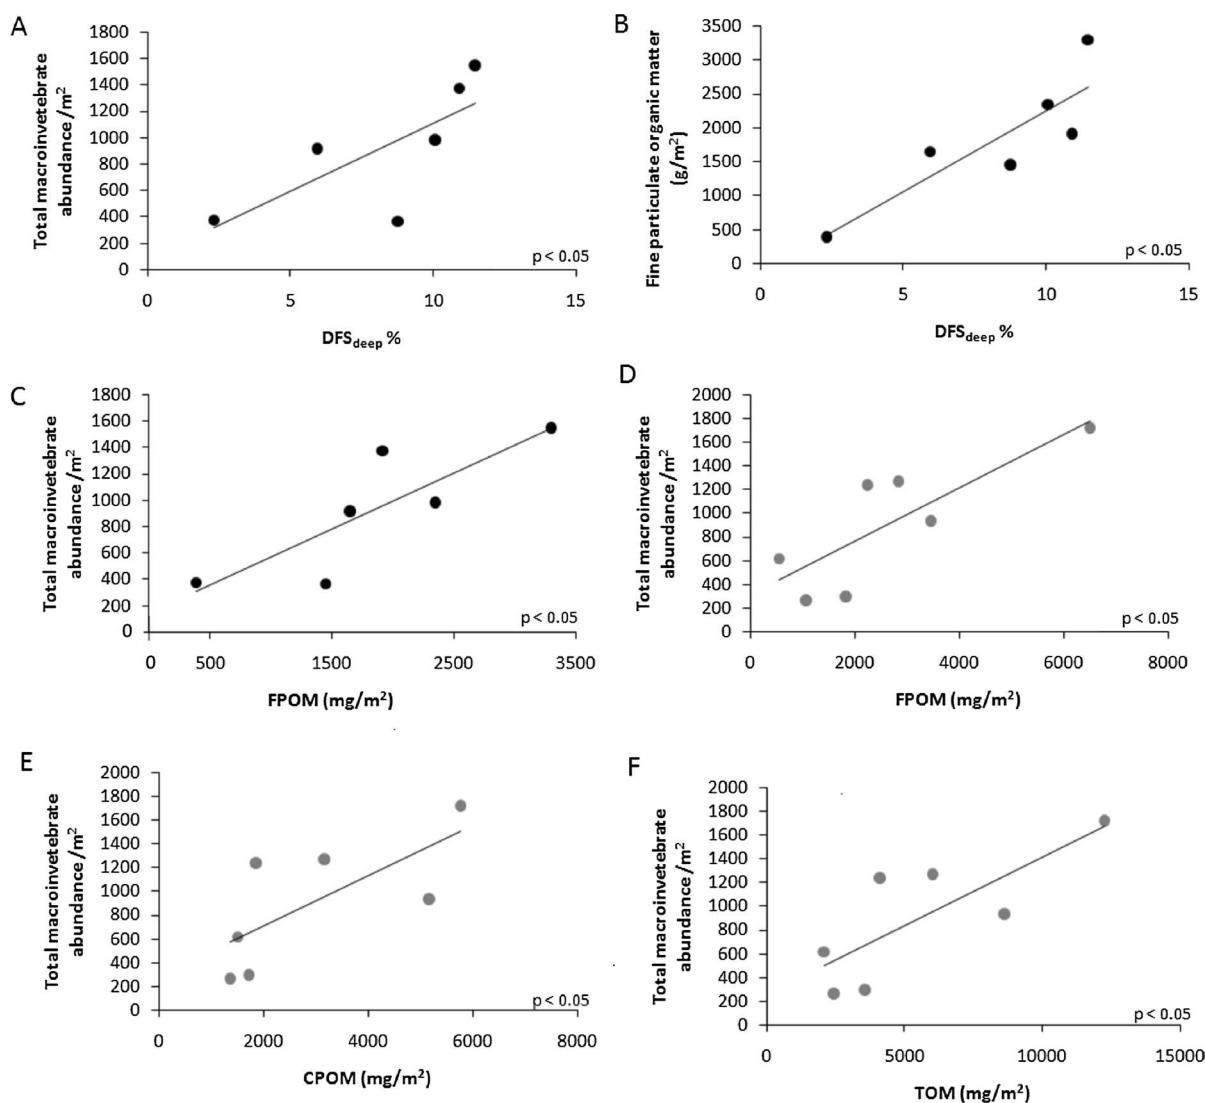 A
Total macroinvetebrate
abundance /m²
1800
1600
1400
1200
1000
800
600
400
200
0
0 5 10 15
p < 0.05
DFSdeep %
B
Fine particulate organic matter
(g/m²)
3500
3000
2500
2000
1500
1000
500
0
0 5 10 15
p < 0.05
DFSdeep %
C
Total macroinvetebrate
abundance /m²
1800
1600
1400
1200
1000
800
600
400
200
0
0 500 1500 2500 3500
p < 0.05
FPOM (mg/m²)
D
Total macroinvetebrate
abundance /m²
2000
1800
1600
1400
1200
1000
800
600
400
200
0
0 2000 4000 6000 8000
p < 0.05
FPOM (mg/m²)
E
Total macroinvetebrate
abundance /m²
2000
1800
1600
1400
1200
1000
800
600
400
200
0
0 2000 4000 6000 8000
p < 0.05
CPOM (mg/m²)
F
Total macroinvetebrate
abundance /m²
2000
1800
1600
1400
1200
1000
800
600
400
200
0
0 5000 10000 15000
p < 0.05
TOM (mg/m²)